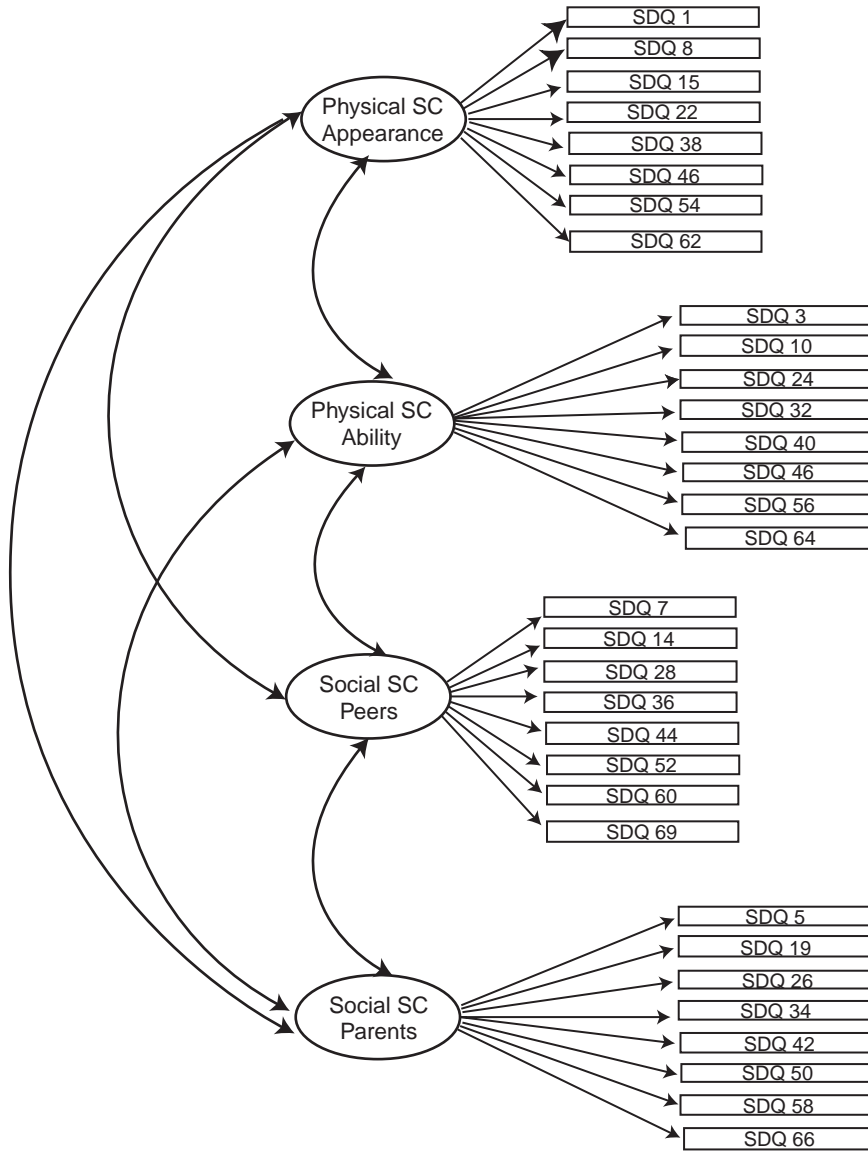 SDQ 1
SDQ 8
SDQ 15
SDQ 22
SDQ 38
SDQ 46
SDQ 54
SDQ 62
Physical SC
Appearance
SDQ 3
SDQ 10
SDQ 24
SDQ 32
SDQ 40
SDQ 46
SDQ 56
SDQ 64
Physical SC
Ability
SDQ 7
SDQ 14
SDQ 28
SDQ 36
SDQ 44
SDQ 52
SDQ 60
SDQ 69
Social SC
Peers
SDQ 5
SDQ 19
SDQ 26
SDQ 34
SDQ 42
SDQ 50
SDQ 58
SDQ 66
Social SC
Parents